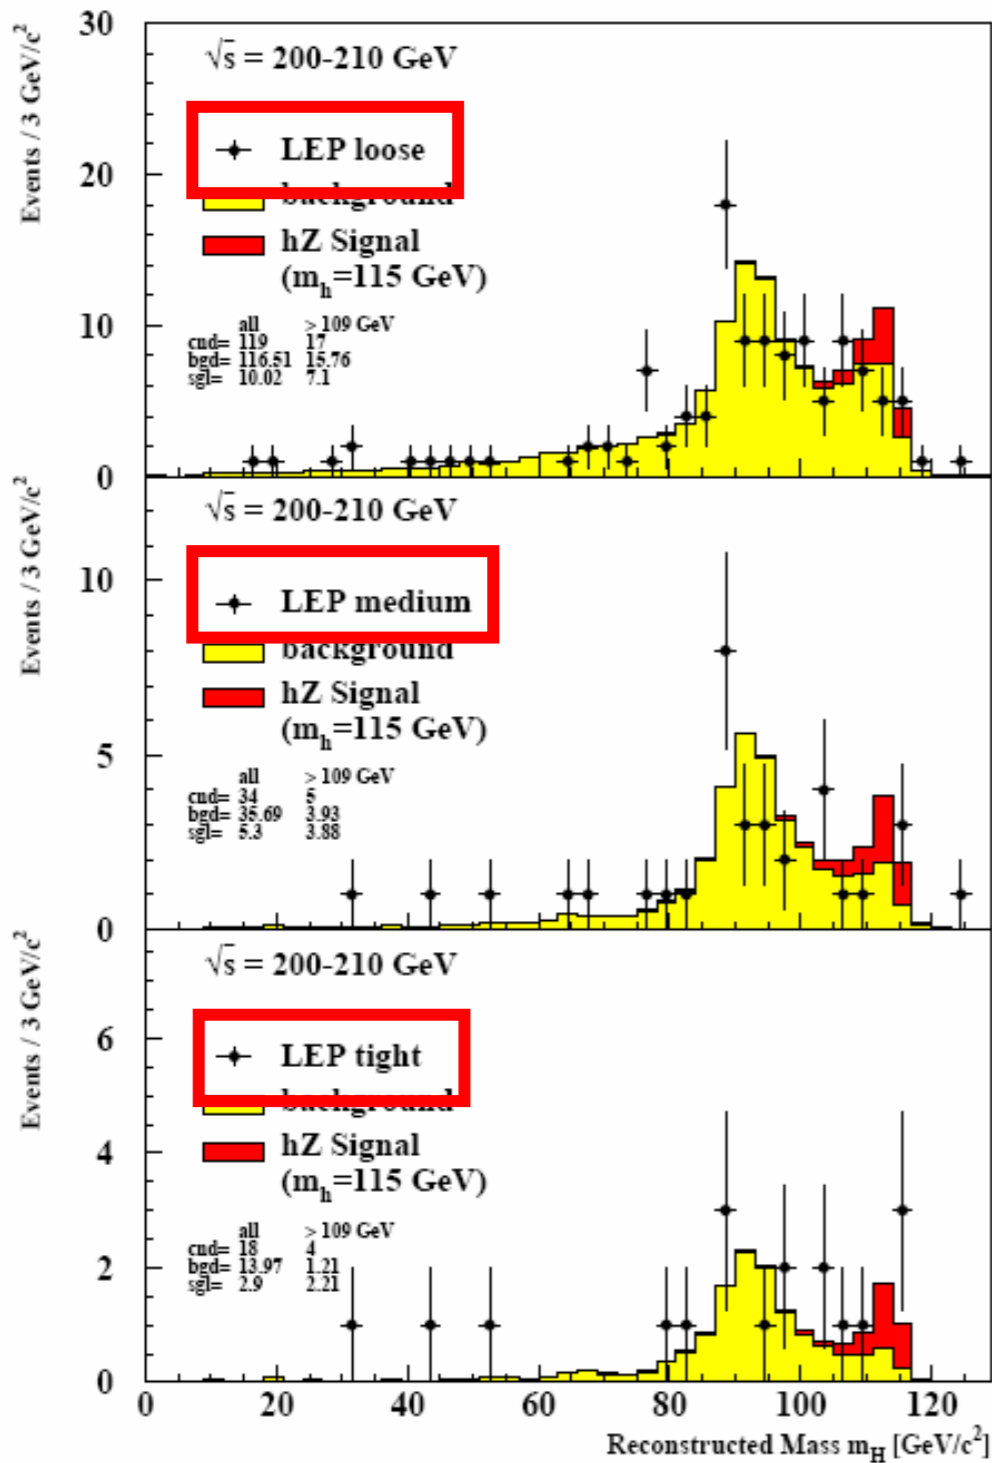 30
Events / 3 GeV/c²
√s = 200-210 GeV
LEP loose
20
background
hZ Signal
(mₕ=115 GeV)
all > 109 GeV
cnd= 119 17
bgd= 116.51 15.76
sgl= 10.02 7.1
10
0
Events / 3 GeV/c²
√s = 200-210 GeV
10
LEP medium
background
hZ Signal
(mₕ=115 GeV)
5
all > 109 GeV
cnd= 34 5
bgd= 35.69 3.93
sgl= 5.3 3.88
0
Events / 3 GeV/c²
√s = 200-210 GeV
6
LEP tight
background
hZ Signal
4
(mₕ=115 GeV)
all > 109 GeV
cnd= 18 4
bgd= 13.97 1.21
sgl= 2.9 2.21
2
0
0 20 40 60 80 100 120
Reconstructed Mass m_H [GeV/c²]